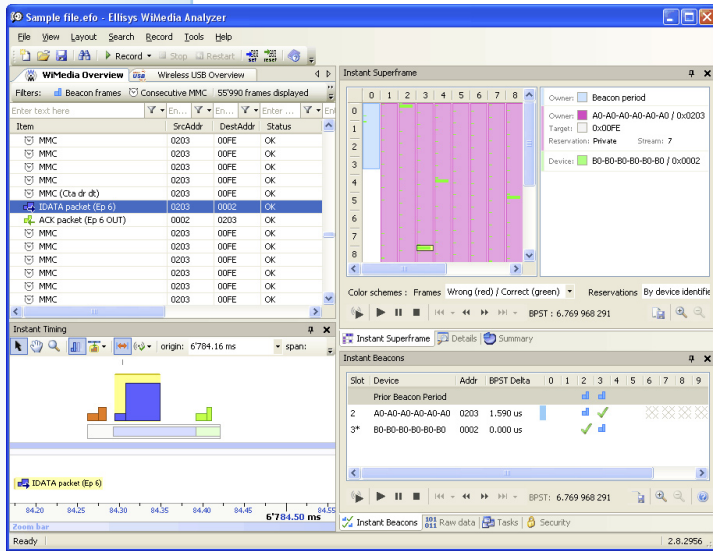 Sample file.efo - Ellisys WiMedia Analyzer
File View Layout Search Record Tools Help
Record Stop Restart
WiMedia Overview Wireless USB Overview
Filters: Beacon frames Consecutive MMC 55'990 frames displayed
Enter text here En... En... Enter ... En
Item SrcAddr DestAddr Status
MMC 0203 00FE OK
MMC 0203 00FE OK
MMC 0203 00FE OK
MMC 0203 00FE OK
MMC (Cta dr dt) 0203 00FE OK
IDATA packet (Ep 6) 0203 0002 OK
ACK packet (Ep 6 OUT) 0002 0203 OK
MMC 0203 00FE OK
MMC 0203 00FE OK
MMC 0203 00FE OK
MMC 0203 00FE OK
MMC 0203 00FE OK
MMC 0203 00FE OK
Instant Timing
origin: 6'784.16 ms span:
IDATA packet (Ep 6)
84.20 84.25 84.30 84.35 84.40 84.45 84.55
6'784.50 ms
Zoom bar
Instant Superframe
0 1 2 3 4 5 6 7 8
0
1
2
3
4
5
6
7
8
Owner: Beacon period
Owner: A0-A0-A0-A0-A0-A0 / 0x0203
Target: 0x00FE
Reservation: Private Stream: 7
Device: B0-B0-B0-B0-B0-B0 / 0x0002
Color schemes : Frames Wrong (red) / Correct (green) Reservations By device identifie
BPST : 6.769 968 291
Instant Superframe Details Summary
Instant Beacons
Slot Device Addr BPST Delta 0 1 2 3 4 5 6 7 8 9
Prior Beacon Period
2 A0-A0-A0-A0-A0-A0 0203 1.590 us
3* B0-B0-B0-B0-B0-B0 0002 0.000 us
BPST: 6.769 968 291
Instant Beacons Raw data Tasks Security
Ready 2.8.2956